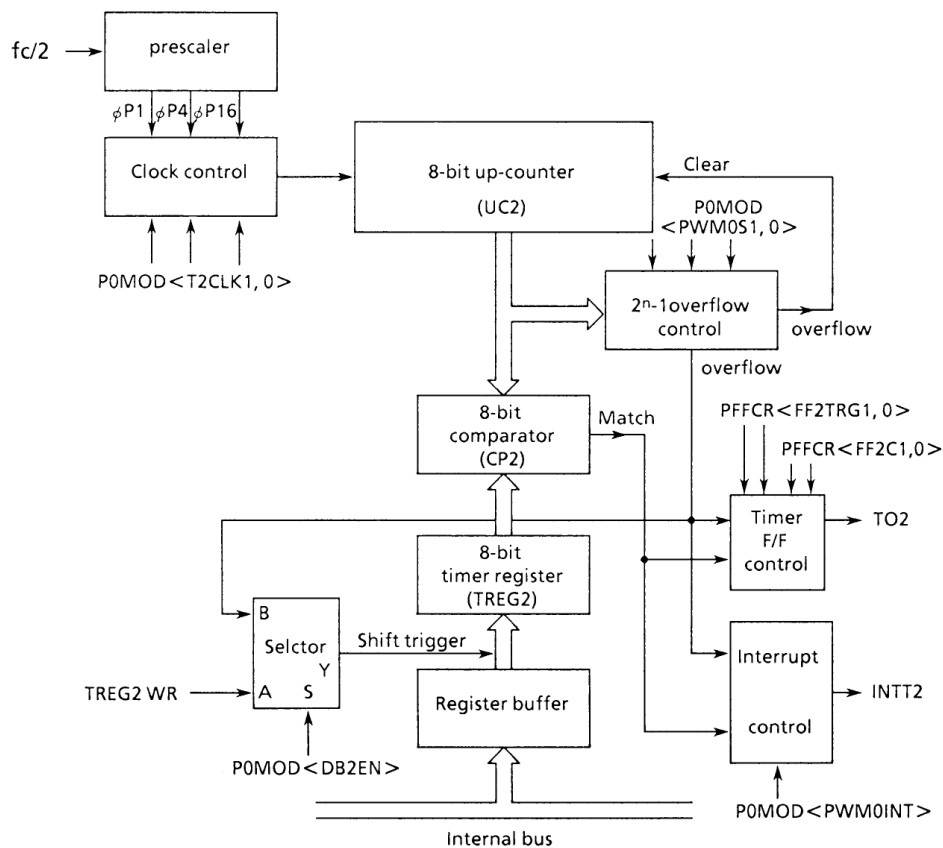 prescaler
fc/2
ϕP1 ϕP4 ϕP16
Clock control
P0MOD<T2CLK1, 0>
8-bit up-counter
(UC2)
Clear
P0MOD
<PWM0S1, 0>
2ⁿ-1overflow
control
overflow
overflow
8-bit
comparator
(CP2)
Match
PFFCR<FF2TRG1, 0>
PFFCR<FF2C1,0>
Timer
F/F
control
TO2
8-bit
timer register
(TREG2)
B
Selctor
Y
A S
Shift trigger
TREG2 WR
P0MOD<DB2EN>
Register buffer
Interrupt
control
INTT2
P0MOD<PWM0INT>
Internal bus